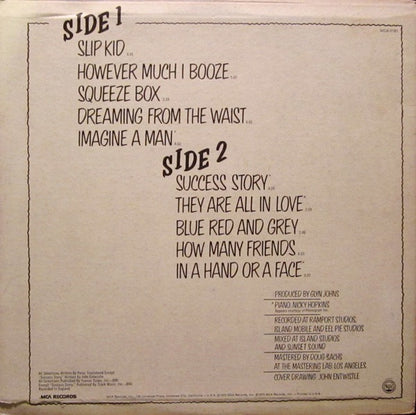 SIDE 1
SLIP KID
HOWEVER MUCH I BOOZE
SQUEEZE BOX
DREAMING FROM THE WAIST
IMAGINE A MAN
SIDE 2
SUCCESS STORY
THEY ARE ALL IN LOVE
BLUE RED AND GREY
HOW MANY FRIENDS
IN A HAND OR A FACE
PRODUCED BY GLYN JOHNS
*PIANO: NICKY HOPKINS
RECORDED AT RAMPORT STUDIOS,
ISLAND MOBILE AND EEL PIE STUDIOS
MIXED AT ISLAND STUDIOS
AND SUNSET SOUND
MASTERED BY DOUG SACHS
AT THE MASTERING LAB, LOS ANGELES
COVER DRAWING: JOHN ENTWISTLE
MCA RECORDS